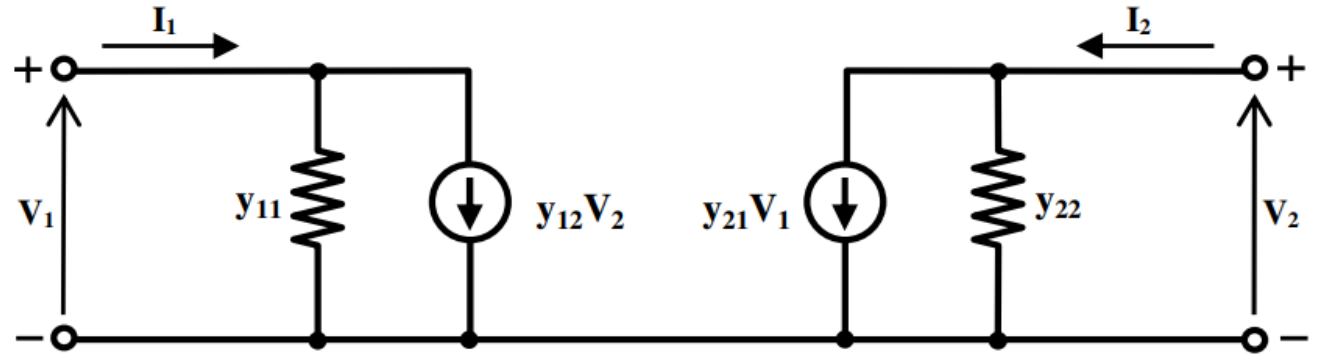 I₁
I₂
+
+
V₁
y₁₁
y₁₂V₂
y₂₁V₁
y₂₂
V₂
−
−